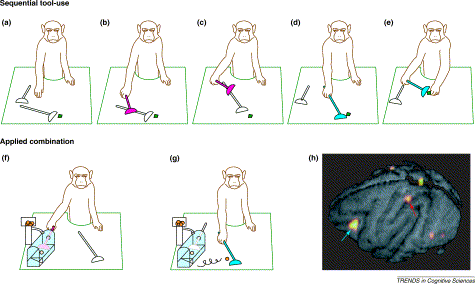 Sequential tool-use
(a) (b) (c) (d) (e)
Applied combination
(f) (g) (h)
TRENDS in Cognitive Sciences